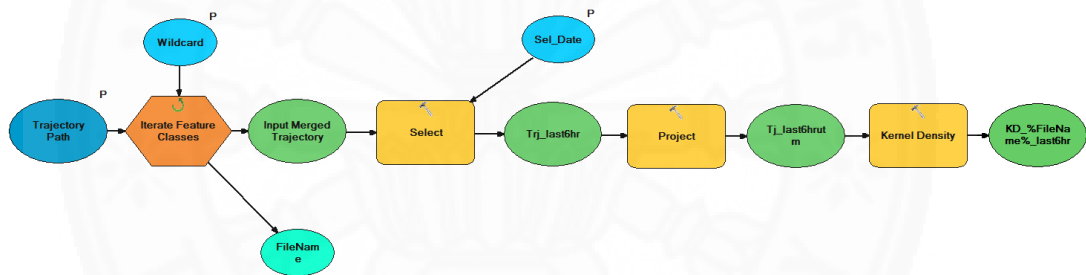 P
P
Wildcard
Sel_Date
P
Trajectory
Path
Iterate Feature
Classes
Input Merged
Trajectory
Select
Trj_last6hr
Project
Tj_last6hrut
m
Kernel Density
KD_%FileNa
me%_last6hr
FileNam
e